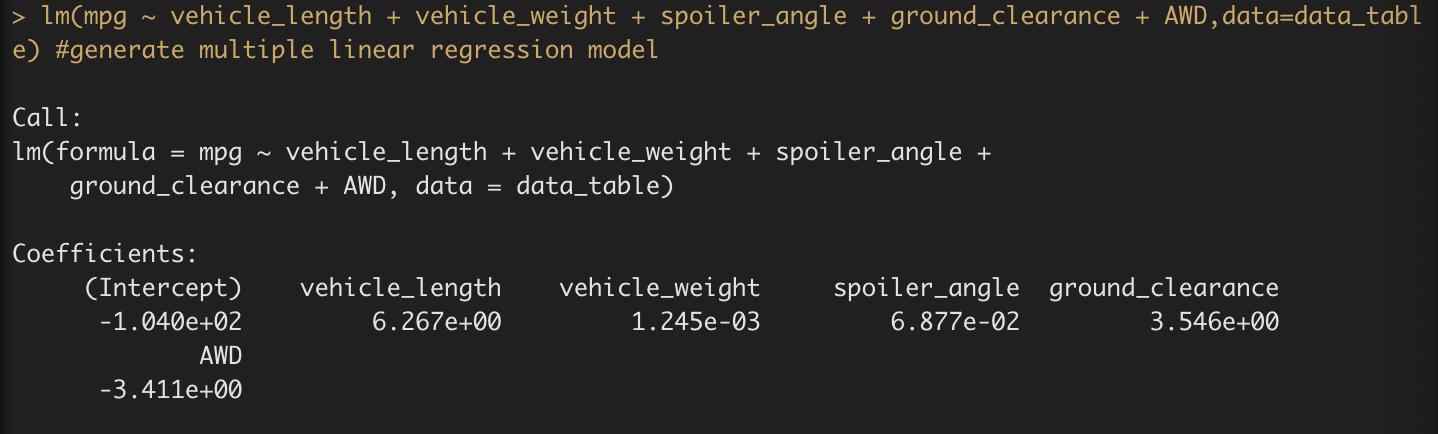 > lm(mpg ~ vehicle_length + vehicle_weight + spoiler_angle + ground_clearance + AWD,data=data_tabl
e) #generate multiple linear regression model
Call:
lm(formula = mpg ~ vehicle_length + vehicle_weight + spoiler_angle +
    ground_clearance + AWD, data = data_table)
Coefficients:
     (Intercept)    vehicle_length    vehicle_weight     spoiler_angle  ground_clearance
      -1.040e+02         6.267e+00         1.245e-03         6.877e-02         3.546e+00
             AWD
      -3.411e+00